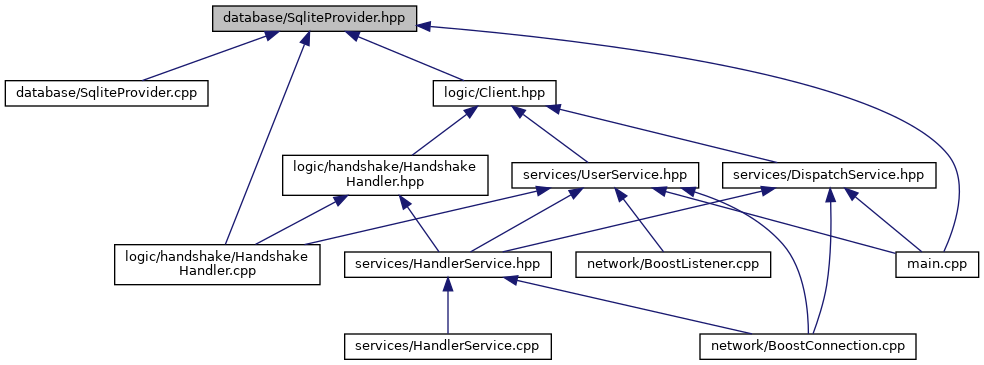 database/SqliteProvider.hpp
database/SqliteProvider.cpp
logic/Client.hpp
logic/handshake/Handshake
Handler.hpp
services/UserService.hpp
services/DispatchService.hpp
logic/handshake/Handshake
Handler.cpp
services/HandlerService.hpp
network/BoostListener.cpp
main.cpp
services/HandlerService.cpp
network/BoostConnection.cpp